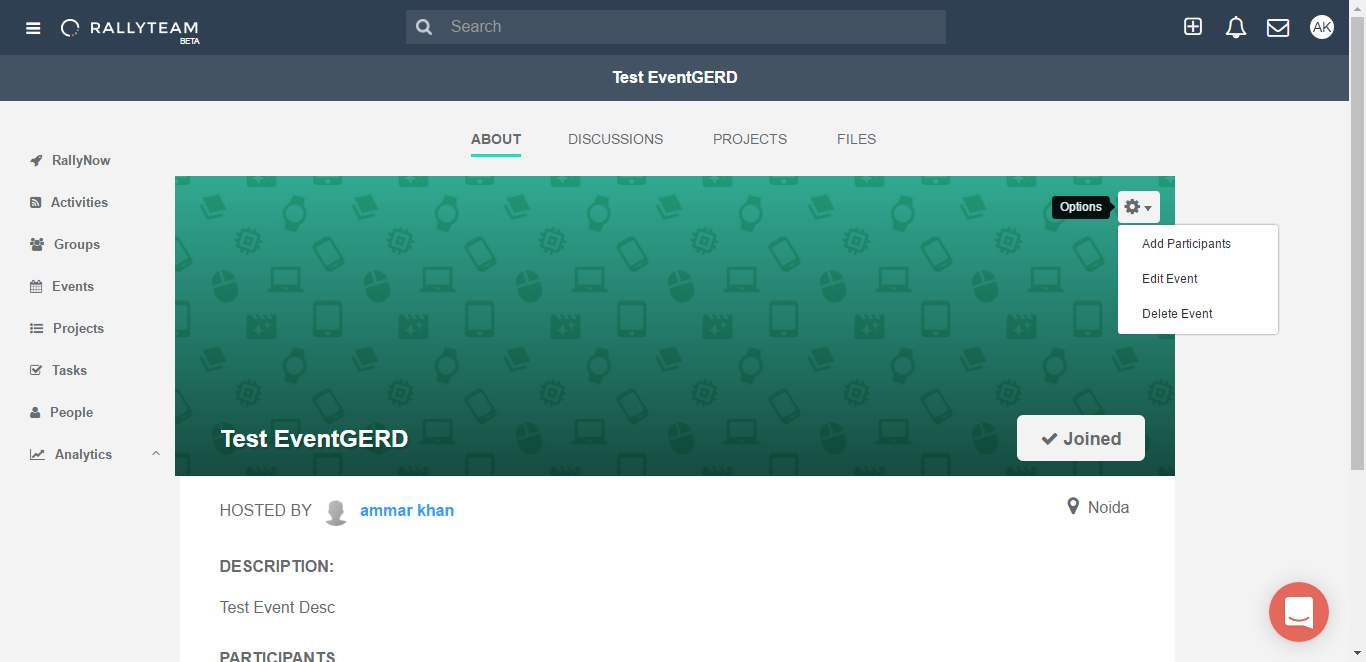 RALLYTEAM
BETA
Search
AK
Test EventGERD
ABOUT DISCUSSIONS PROJECTS FILES
RallyNow
Activities
Groups
Events
Projects
Tasks
People
Analytics
Options
Add Participants
Edit Event
Delete Event
Test EventGERD
Joined
HOSTED BY ammar khan
Noida
DESCRIPTION:
Test Event Desc
PARTICIPANTS